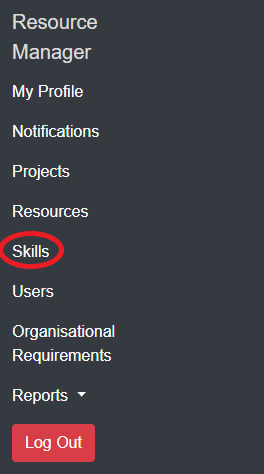 Resource
Manager
My Profile
Notifications
Projects
Resources
Skills
Users
Organisational
Requirements
Reports
Log Out